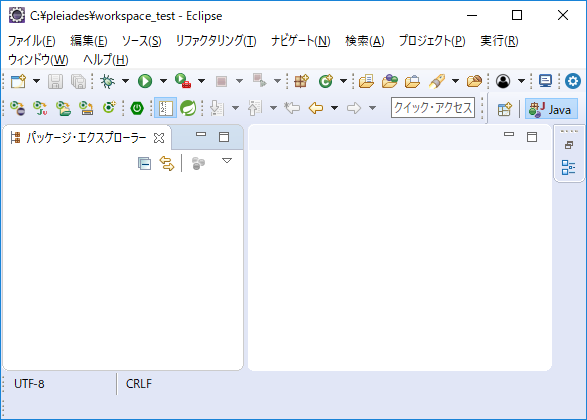 C:¥pleiades¥workspace_test - Eclipse
ファイル(F) 編集(E) ソース(S) リファクタリング(T) ナビゲート(N) 検索(A) プロジェクト(P) 実行(R)
ウィンドウ(W) ヘルプ(H)
クイック・アクセス Java
パッケージ・エクスプローラー
UTF-8 CRLF